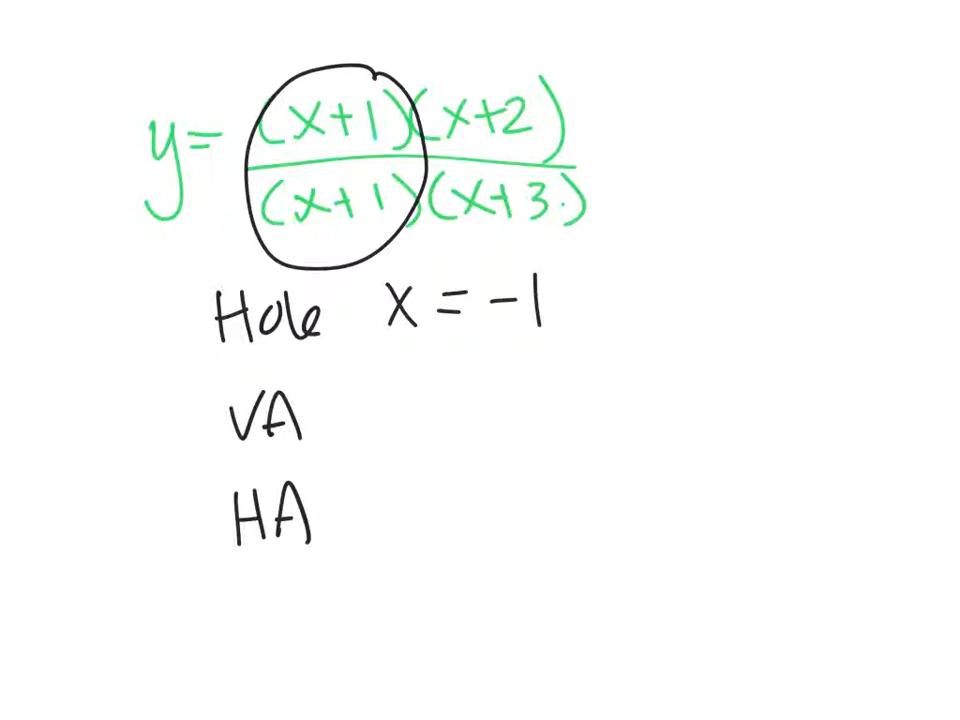 y = (x+1)(x+2)
(x+1)(x+3)
Hole x = -1
VA
HA